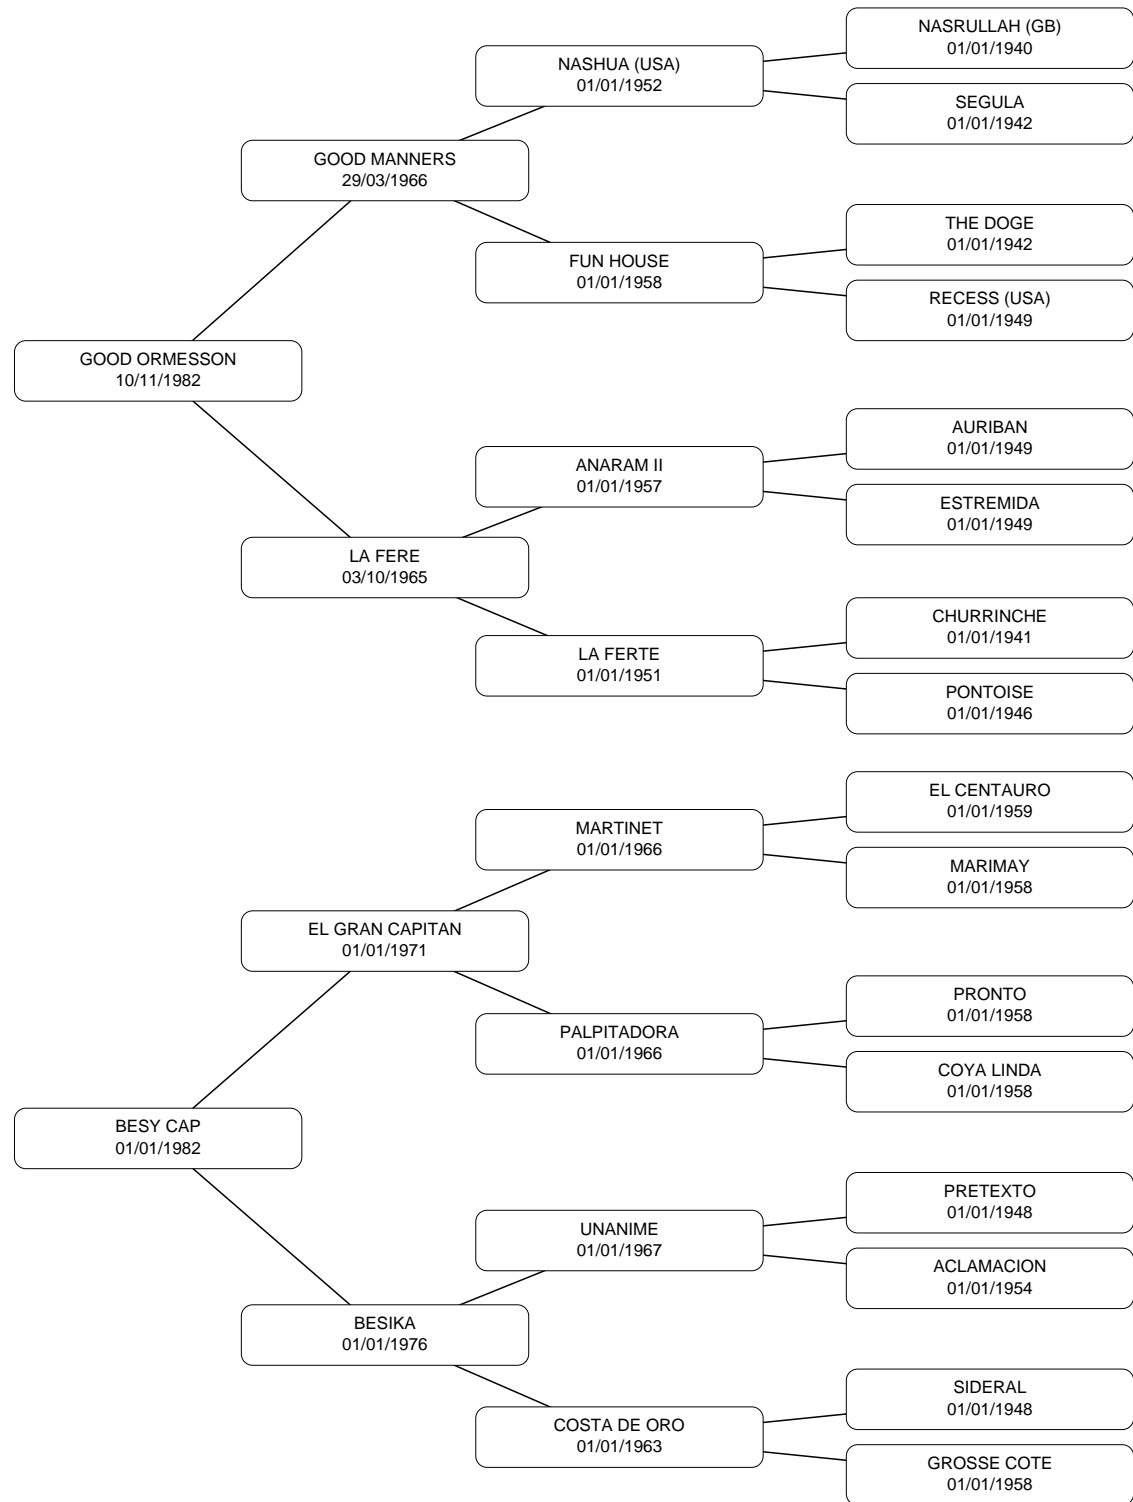 NASRULLAH (GB)
01/01/1940
NASHUA (USA)
01/01/1952
SEGULA
01/01/1942
GOOD MANNERS
29/03/1966
THE DOGE
01/01/1942
FUN HOUSE
01/01/1958
RECESS (USA)
01/01/1949
GOOD ORMESSON
10/11/1982
AURIBAN
01/01/1949
ANARAM II
01/01/1957
ESTREMIDA
01/01/1949
LA FERE
03/10/1965
CHURRINCHE
01/01/1941
LA FERTE
01/01/1951
PONTOISE
01/01/1946
EL CENTAURO
01/01/1959
MARTINET
01/01/1966
MARIMAY
01/01/1958
EL GRAN CAPITAN
01/01/1971
PRONTO
01/01/1958
PALPITADORA
01/01/1966
COYA LINDA
01/01/1958
BESY CAP
01/01/1982
PRETEXTO
01/01/1948
UNANIME
01/01/1967
ACLAMACION
01/01/1954
BESIKA
01/01/1976
SIDERAL
01/01/1948
COSTA DE ORO
01/01/1963
GROSSE COTE
01/01/1958